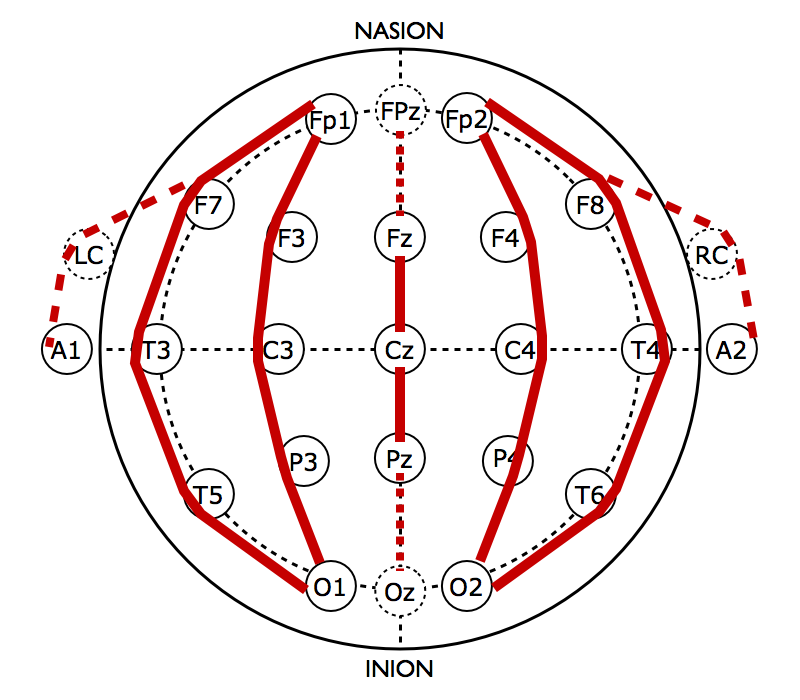 NASION
Fp1 FPz Fp2
F7 F8
F3 Fz F4
LC RC
A1 T3 C3 Cz C4 T4 A2
P3 Pz P4
T5 T6
O1 Oz O2
INION